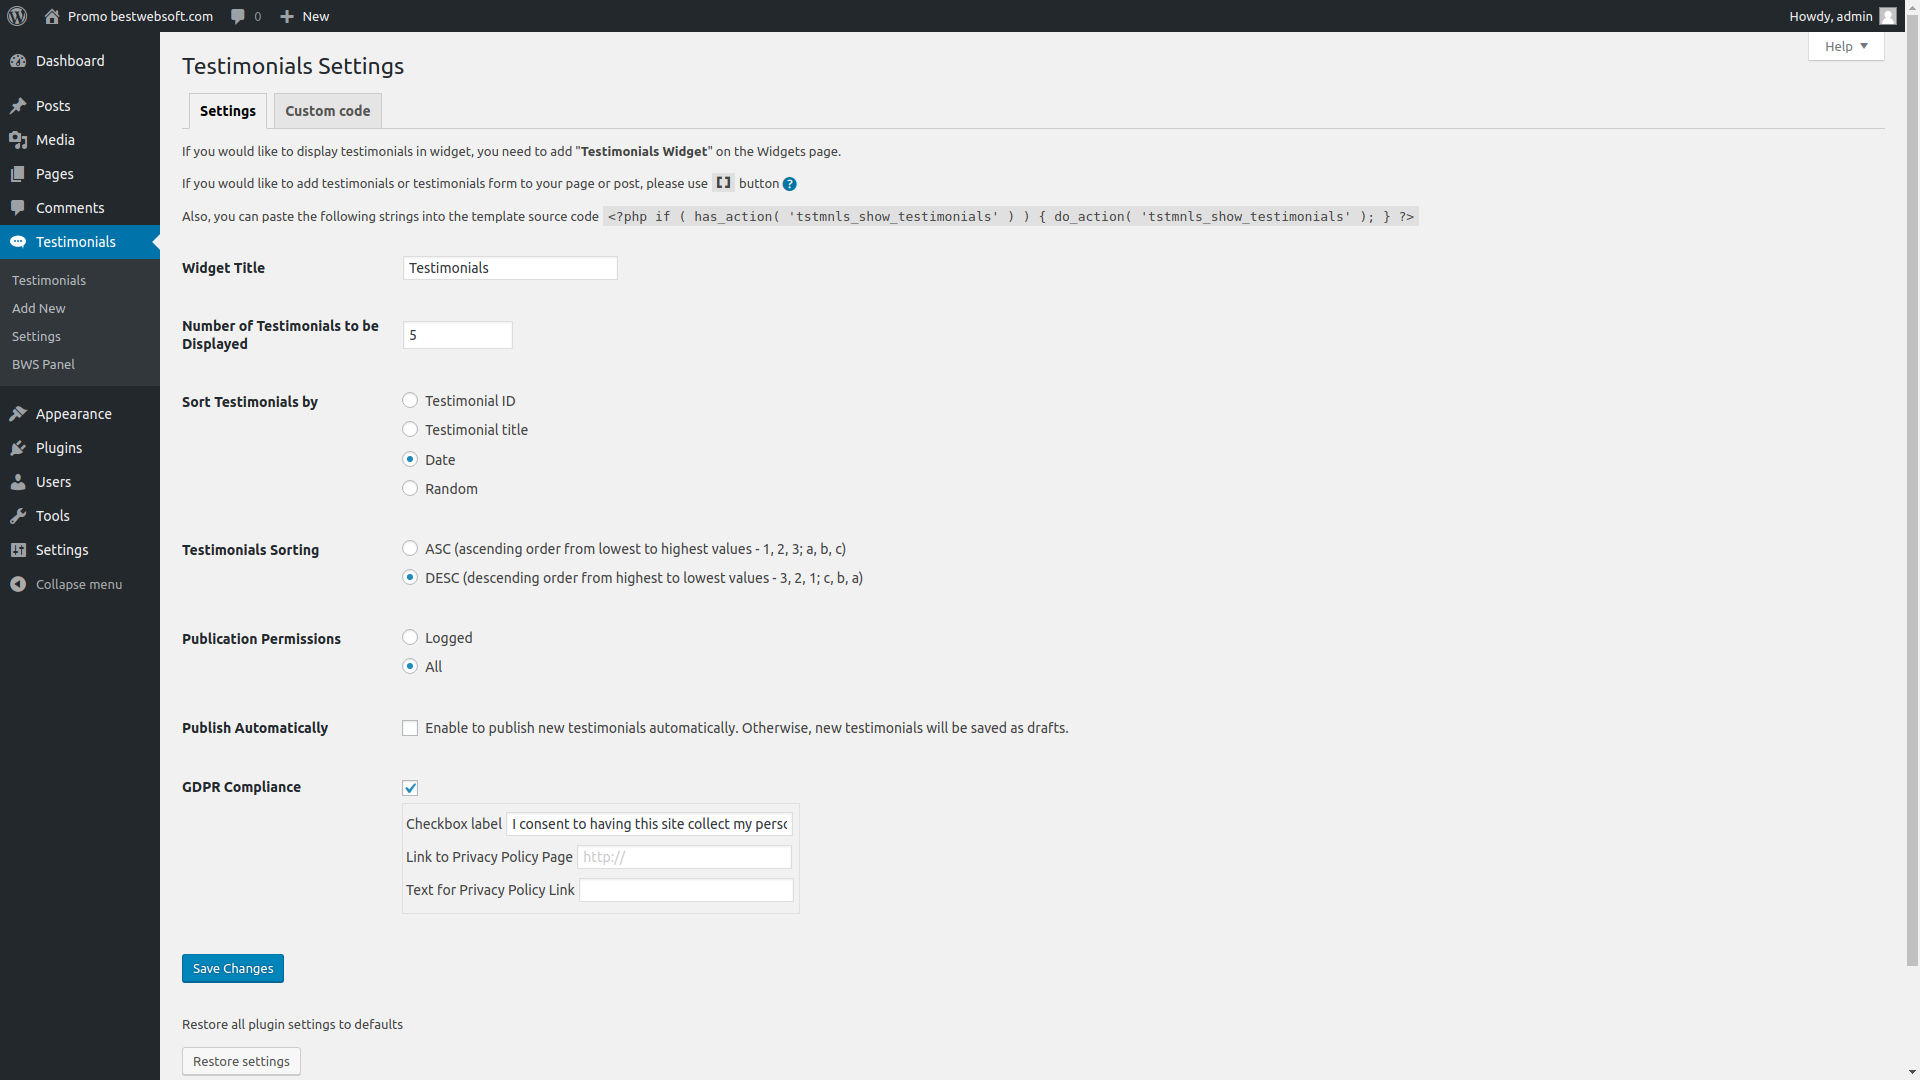 Promo bestwebsoft.com
0
New
Howdy, admin
Help
Dashboard
Posts
Media
Pages
Comments
Testimonials
Testimonials
Add New
Settings
BWS Panel
Appearance
Plugins
Users
Tools
Settings
Collapse menu
Testimonials Settings
Settings
Custom code
If you would like to display testimonials in widget, you need to add "Testimonials Widget" on the Widgets page.
If you would like to add testimonials or testimonials form to your page or post, please use [] button ?
Also, you can paste the following strings into the template source code <?php if ( has_action( 'tstmnls_show_testimonials' ) ) { do_action( 'tstmnls_show_testimonials' ); } ?>
Widget Title
Testimonials
Number of Testimonials to be
Displayed
5
Sort Testimonials by
Testimonial ID
Testimonial title
Date
Random
Testimonials Sorting
ASC (ascending order from lowest to highest values - 1, 2, 3; a, b, c)
DESC (descending order from highest to lowest values - 3, 2, 1; c, b, a)
Publication Permissions
Logged
All
Publish Automatically
Enable to publish new testimonials automatically. Otherwise, new testimonials will be saved as drafts.
GDPR Compliance
Checkbox label
I consent to having this site collect my perso
Link to Privacy Policy Page
http://
Text for Privacy Policy Link
Save Changes
Restore all plugin settings to defaults
Restore settings